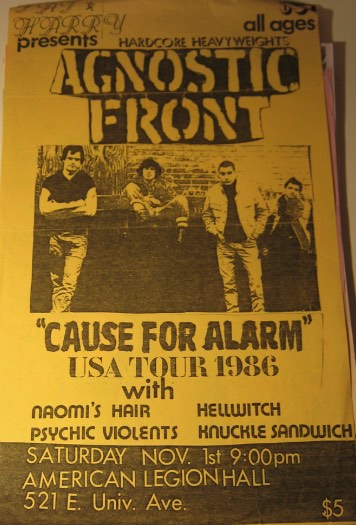 & HARRY
presents
all ages
HARDCORE HEAVYWEIGHTS
AGNOSTIC
FRONT
"CAUSE FOR ALARM"
USA TOUR 1986
with
NAOMI'S HAIR HELLWITCH
PSYCHIC VIOLENTS KNUCKLE SANDWICH
SATURDAY NOV. 1st 9:00pm
AMERICAN LEGION HALL
521 E. Univ. Ave. $5